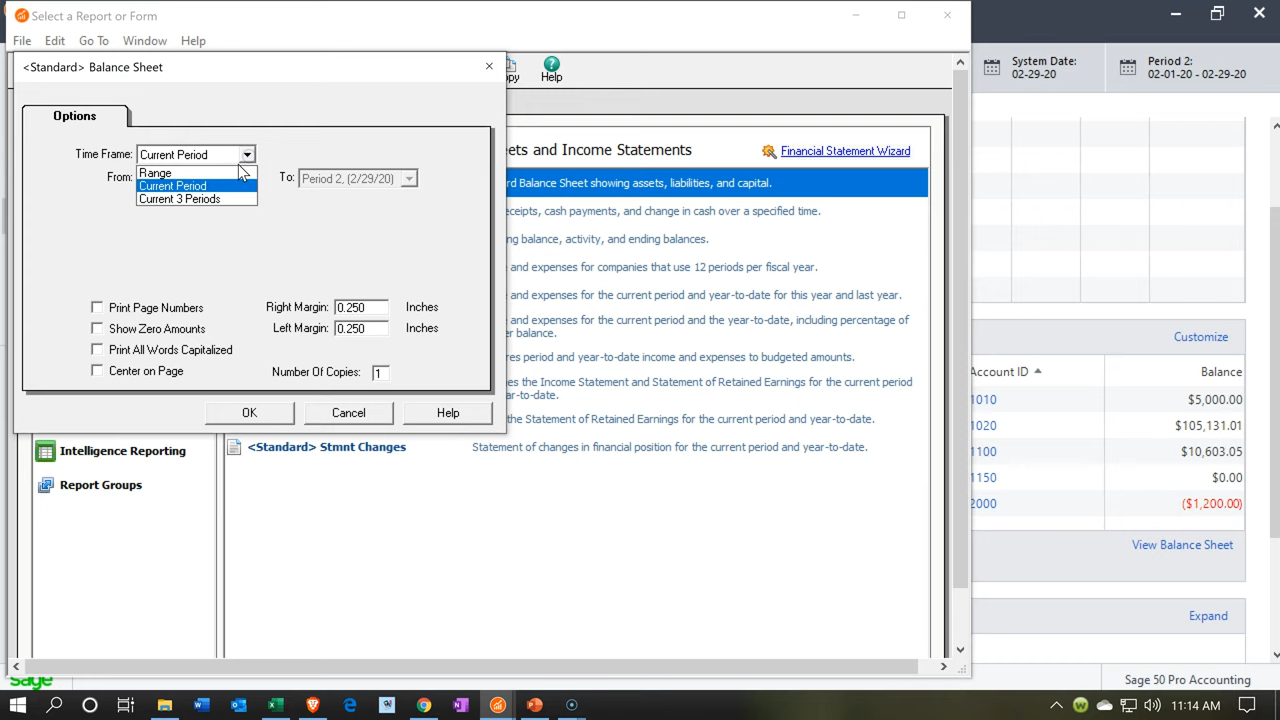 Select a Report or Form
File Edit Go To Window Help
<Standard> Balance Sheet
Help
System Date:
02-29-20
Period 2:
02-01-20 - 02-29-20
Options
Time Frame: Current Period
Range
Current Period
Current 3 Periods
From:
To: Period 2, (2/29/20)
Print Page Numbers
Show Zero Amounts
Print All Words Capitalized
Center on Page
Right Margin: 0.250 Inches
Left Margin: 0.250 Inches
Number Of Copies: 1
OK Cancel Help
ets and Income Statements
Financial Statement Wizard
rd Balance Sheet showing assets, liabilities, and capital.
eceipts, cash payments, and change in cash over a specified time.
ng balance, activity, and ending balances.
e and expenses for companies that use 12 periods per fiscal year.
e and expenses for the current period and year-to-date for this year and last year.
e and expenses for the current period and the year-to-date, including percentage of
er balance.
res period and year-to-date income and expenses to budgeted amounts.
es the Income Statement and Statement of Retained Earnings for the current period
ar-to-date.
the Statement of Retained Earnings for the current period and year-to-date.
<Standard> Stmnt Changes Statement of changes in financial position for the current period and year-to-date.
Intelligence Reporting
Report Groups
Customize
Account ID Balance
1010 $5,000.00
1020 $105,131.01
1100 $10,603.05
1150 $0.00
2000 ($1,200.00)
View Balance Sheet
Expand
sage
Sage 50 Pro Accounting
11:14 AM